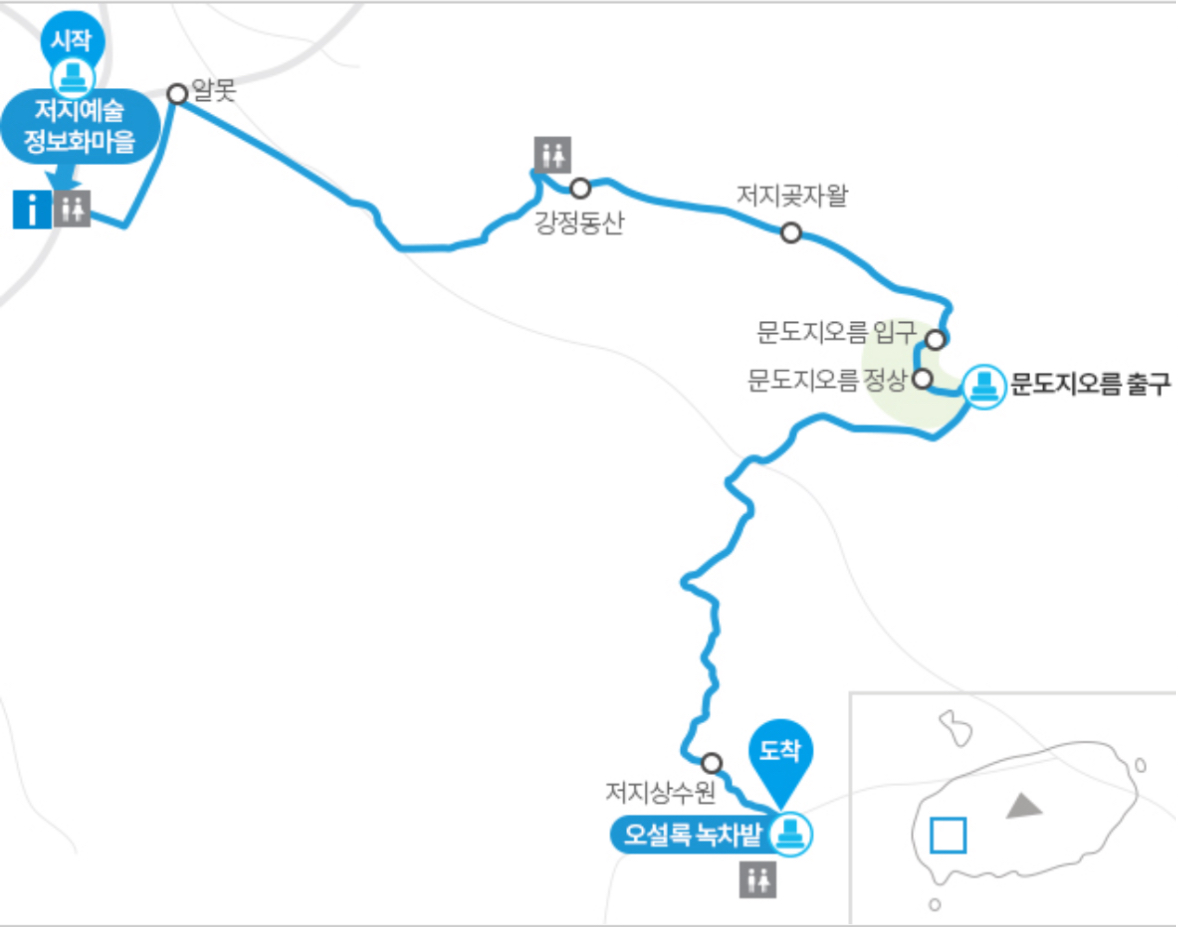 시작
저지예술
정보화마을
알못
강정동산
저지곶자왈
문도지오름 입구
문도지오름 정상
문도지오름 출구
도착
저지상수원
오설록 녹차밭